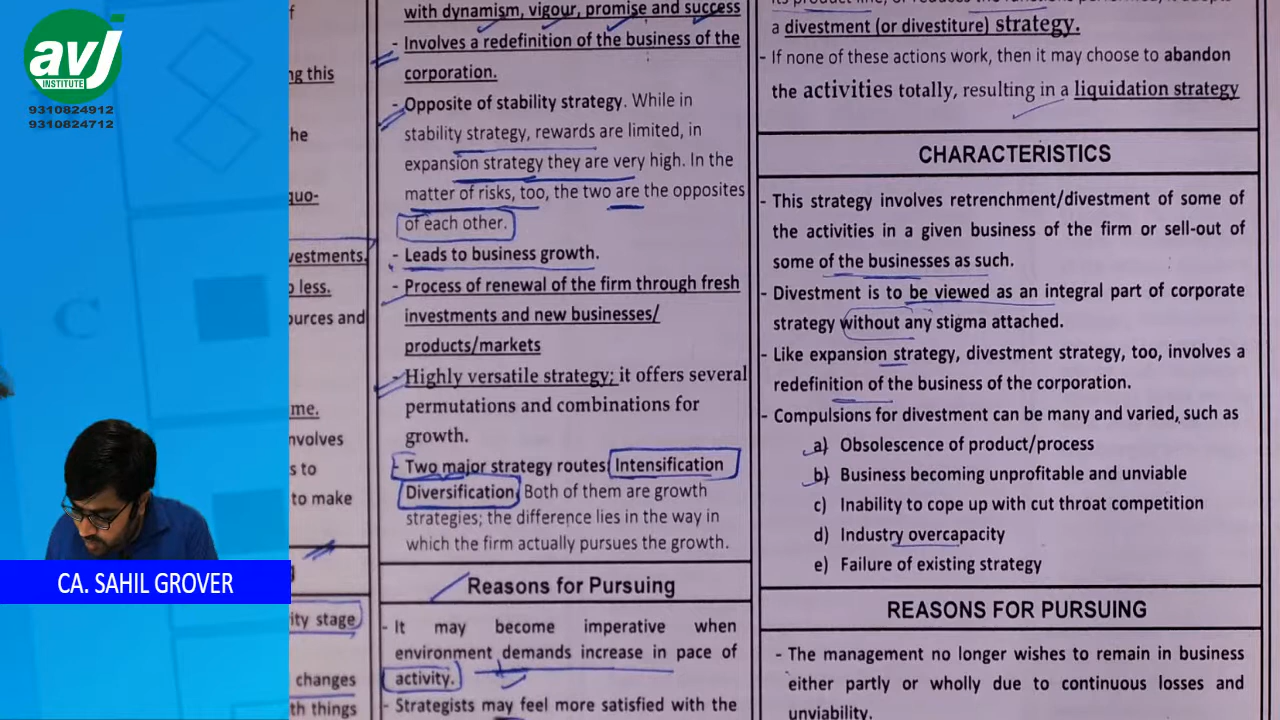 avj
INSTITUTE
9310824912
9310824712
CA. SAHIL GROVER
ng this
he
quo-
vestments,
o less.
ources and
me.
nvolves
s to
to make
ity stage
changes
th things
with dynamism, vigour, promise and success
- Involves a redefinition of the business of the
corporation.
- Opposite of stability strategy. While in
stability strategy, rewards are limited, in
expansion strategy they are very high. In the
matter of risks, too, the two are the opposites
of each other.
- Leads to business growth.
- Process of renewal of the firm through fresh
investments and new businesses/
products/markets
- Highly versatile strategy; it offers several
permutations and combinations for
growth.
- Two major strategy routes Intensification
Diversification Both of them are growth
strategies; the difference lies in the way in
which the firm actually pursues the growth.
Reasons for Pursuing
- It may become imperative when
environment demands increase in pace of
activity.
- Strategists may feel more satisfied with the
a divestment (or divestiture) strategy.
- If none of these actions work, then it may choose to abandon
the activities totally, resulting in a liquidation strategy
CHARACTERISTICS
- This strategy involves retrenchment/divestment of some of
the activities in a given business of the firm or sell-out of
some of the businesses as such.
- Divestment is to be viewed as an integral part of corporate
strategy without any stigma attached.
- Like expansion strategy, divestment strategy, too, involves a
redefinition of the business of the corporation.
- Compulsions for divestment can be many and varied, such as
a) Obsolescence of product/process
b) Business becoming unprofitable and unviable
c) Inability to cope up with cut throat competition
d) Industry overcapacity
e) Failure of existing strategy
REASONS FOR PURSUING
- The management no longer wishes to remain in business
either partly or wholly due to continuous losses and
unviability.